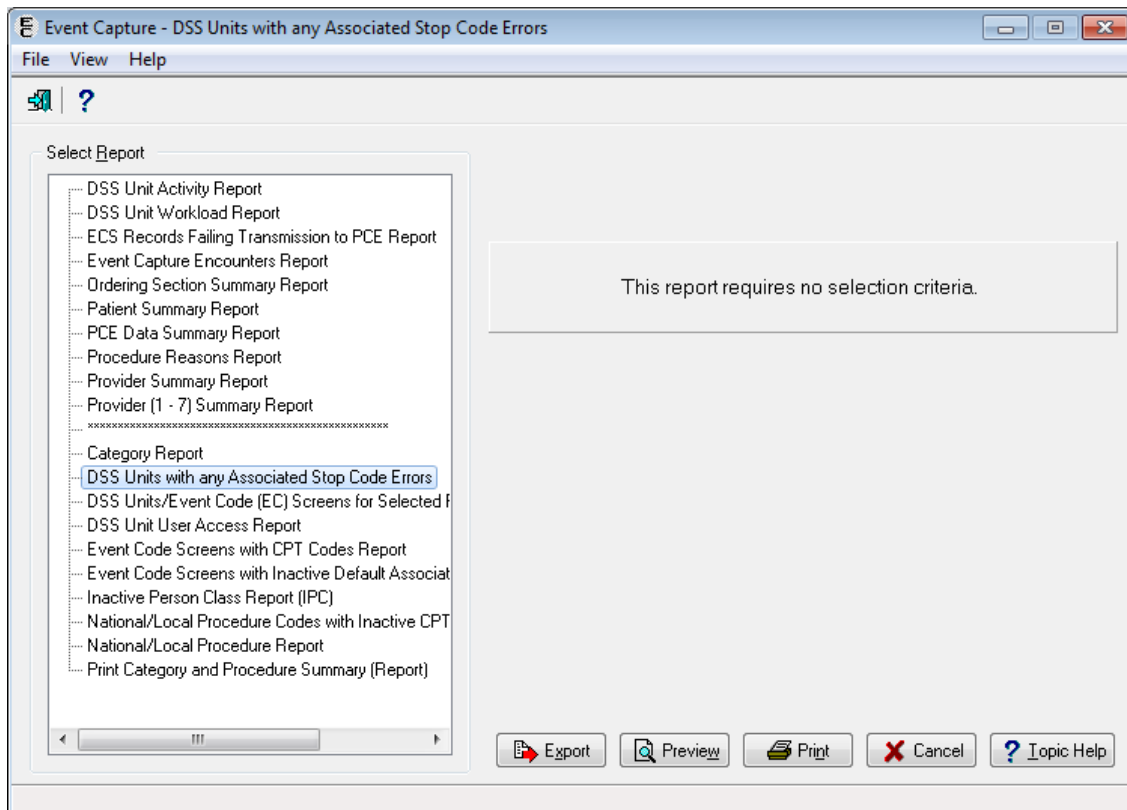 Event Capture - DSS Units with any Associated Stop Code Errors
File View Help
?
Select Report
DSS Unit Activity Report
DSS Unit Workload Report
ECS Records Failing Transmission to PCE Report
Event Capture Encounters Report
Ordering Section Summary Report
Patient Summary Report
PCE Data Summary Report
Procedure Reasons Report
Provider Summary Report
Provider (1 - 7) Summary Report
Category Report
DSS Units with any Associated Stop Code Errors
DSS Units/Event Code (EC) Screens for Selected
DSS Unit User Access Report
Event Code Screens with CPT Codes Report
Event Code Screens with Inactive Default Associat
Inactive Person Class Report (IPC)
National/Local Procedure Codes with Inactive CPT
National/Local Procedure Report
Print Category and Procedure Summary (Report)
This report requires no selection criteria.
Export Preview Print Cancel ? Topic Help